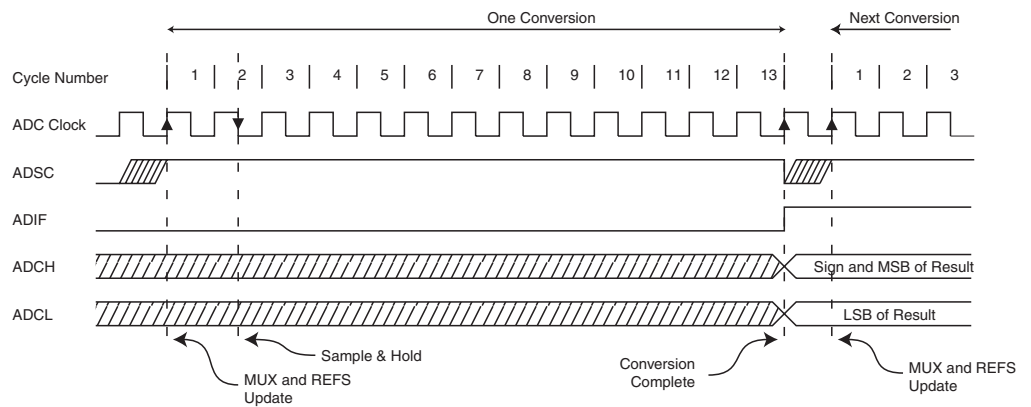 One Conversion
Next Conversion
Cycle Number 1 2 3 4 5 6 7 8 9 10 11 12 13 1 2 3
ADC Clock
ADSC
ADIF
ADCH
Sign and MSB of Result
ADCL
LSB of Result
Sample & Hold
MUX and REFS
Update
Conversion
Complete
MUX and REFS
Update